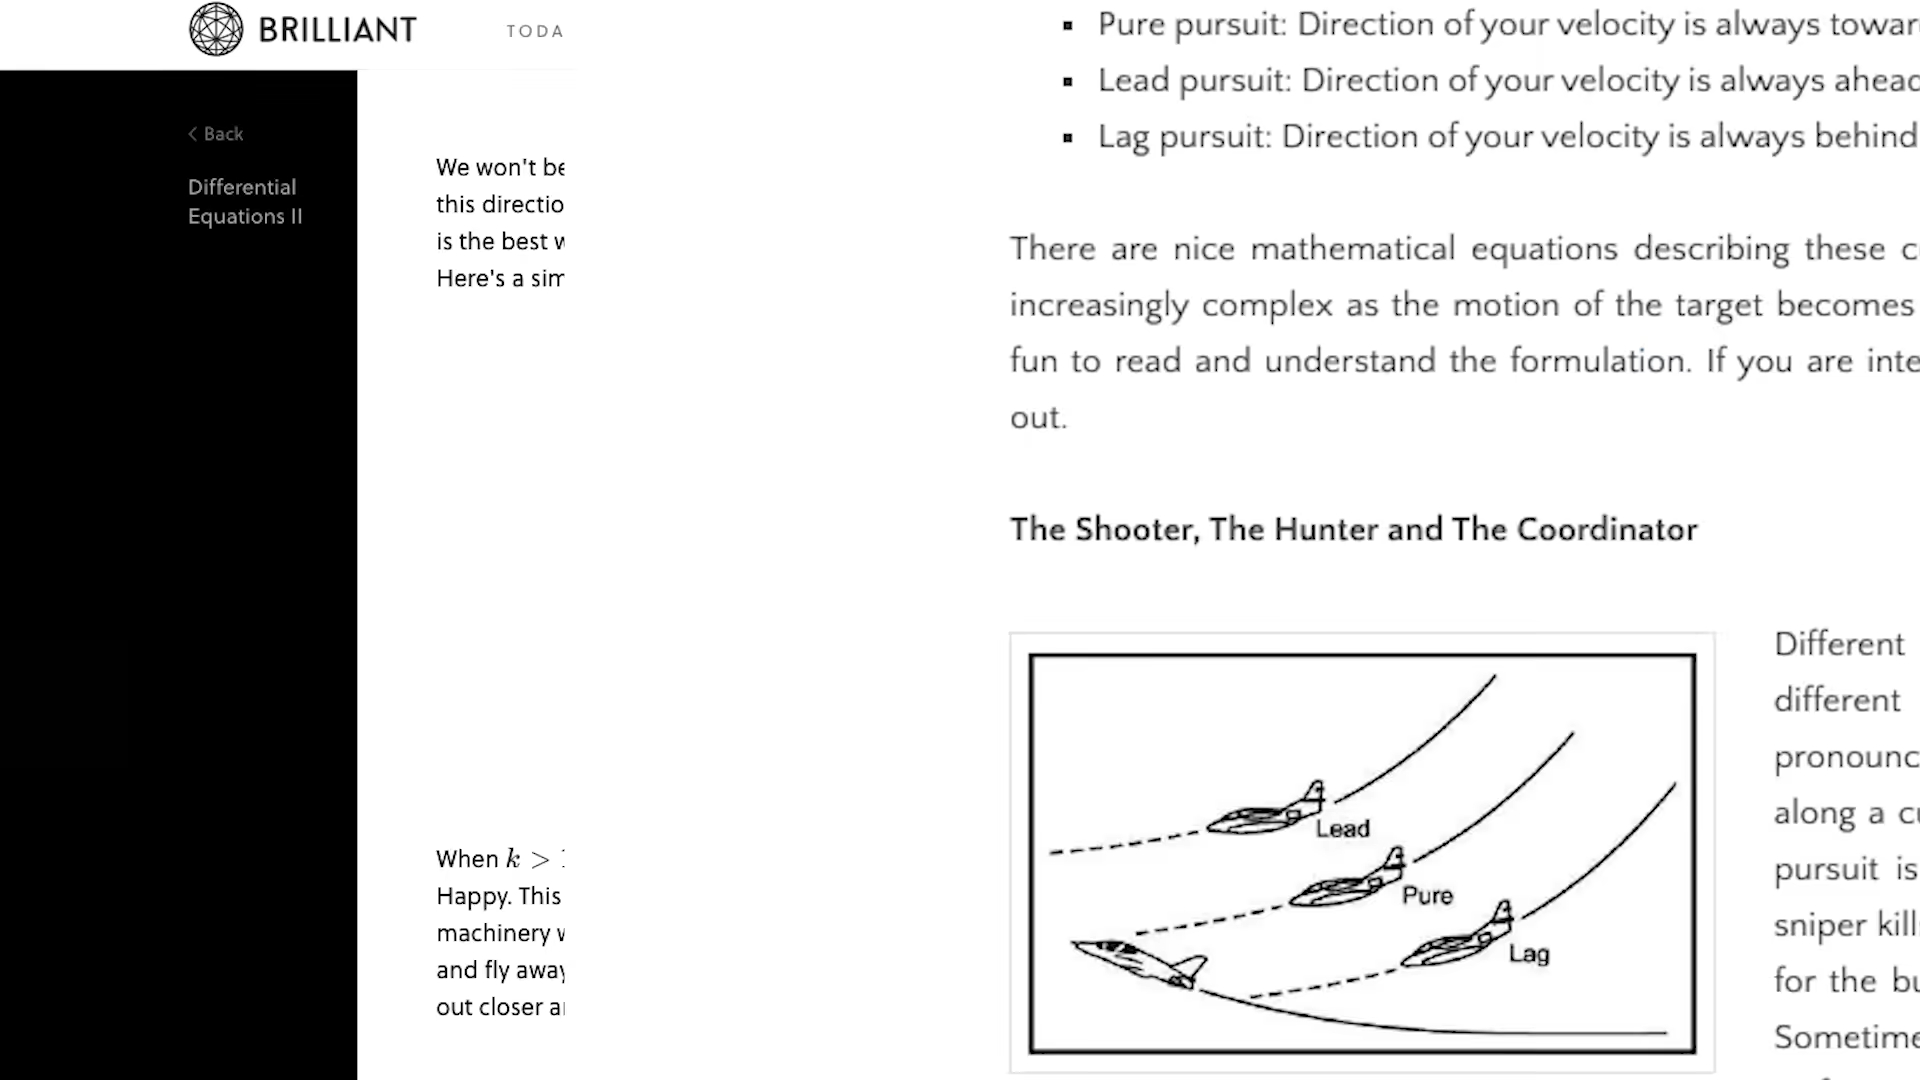 BRILLIANT
TODA
< Back
Differential
Equations II
We won't be
this directio
is the best w
Here's a sim
When k >
Happy. This
machinery w
and fly away
out closer a
▪ Pure pursuit: Direction of your velocity is always towar
▪ Lead pursuit: Direction of your velocity is always ahead
▪ Lag pursuit: Direction of your velocity is always behind
There are nice mathematical equations describing these c
increasingly complex as the motion of the target becomes
fun to read and understand the formulation. If you are inte
out.
The Shooter, The Hunter and The Coordinator
Lead
Pure
Lag
Different
different
pronounc
along a cu
pursuit is
sniper kill
for the bu
Sometime